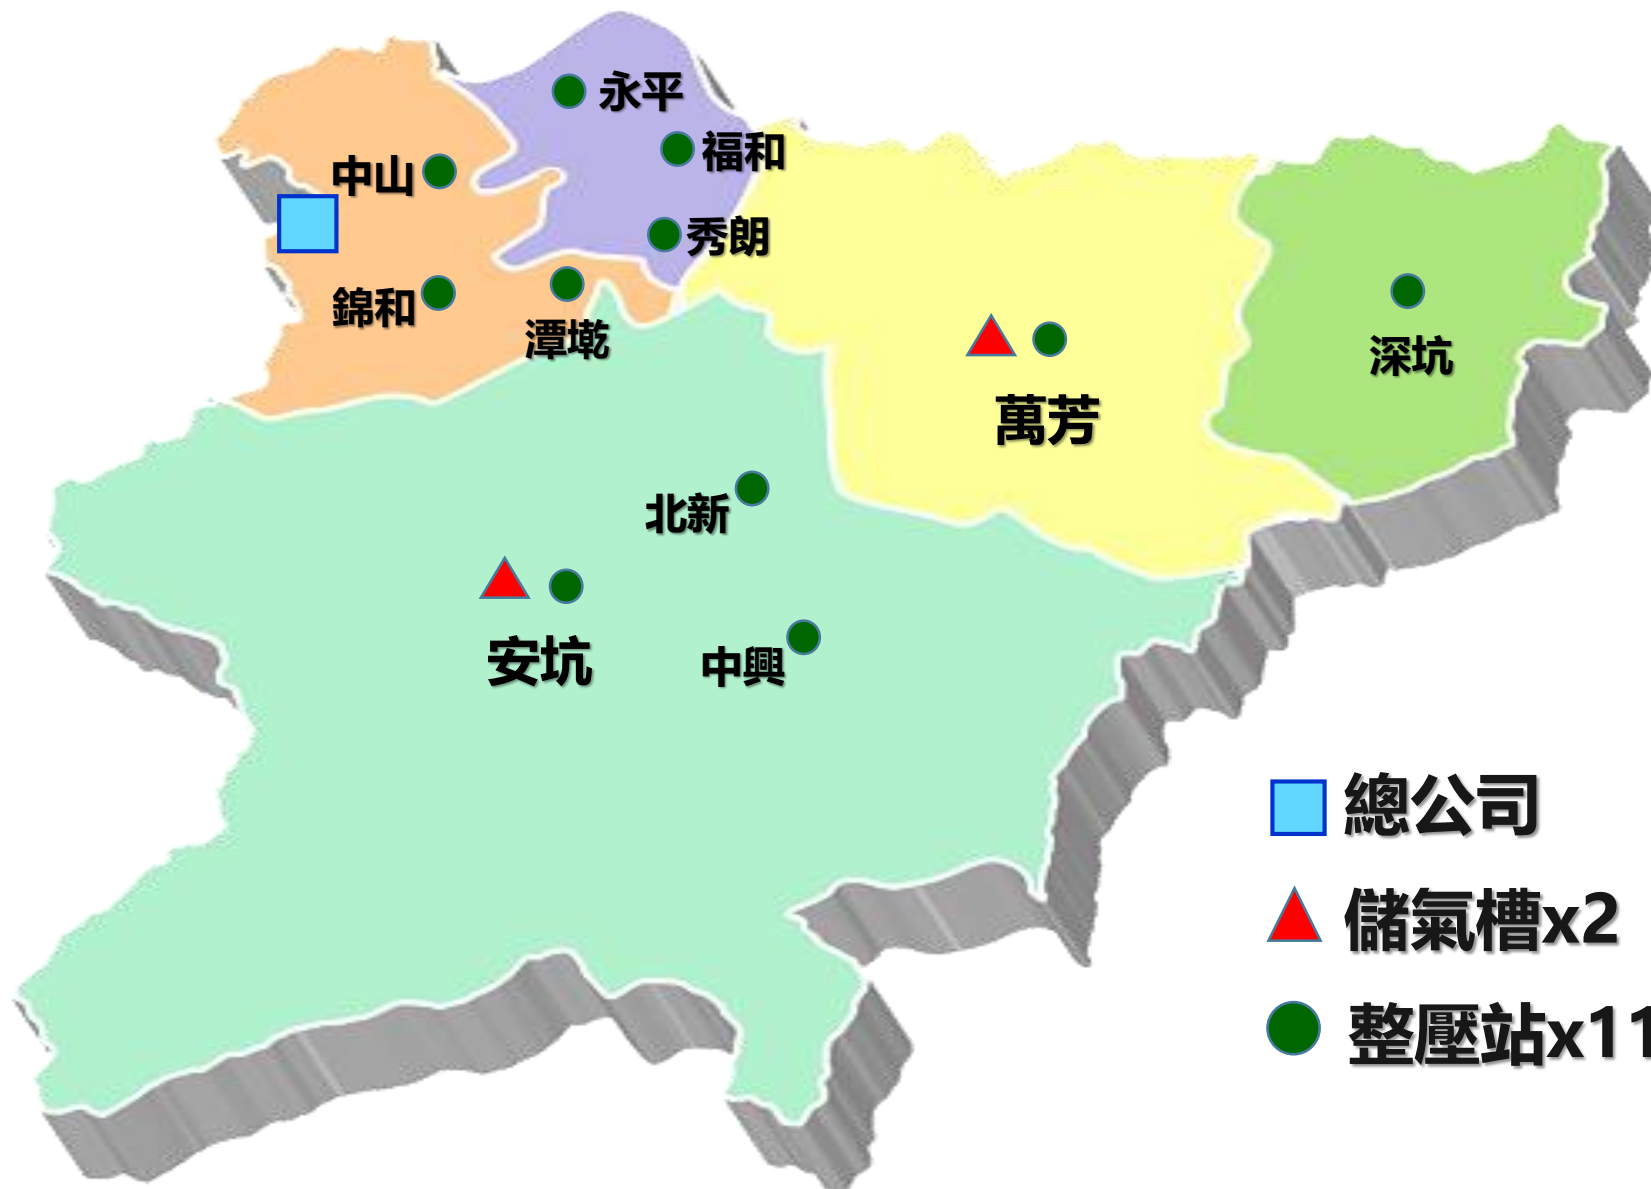 永平
福和
中山
秀朗
錦和
潭墘
深坑
萬芳
北新
安坑
中興
總公司
儲氣槽x2
整壓站x11